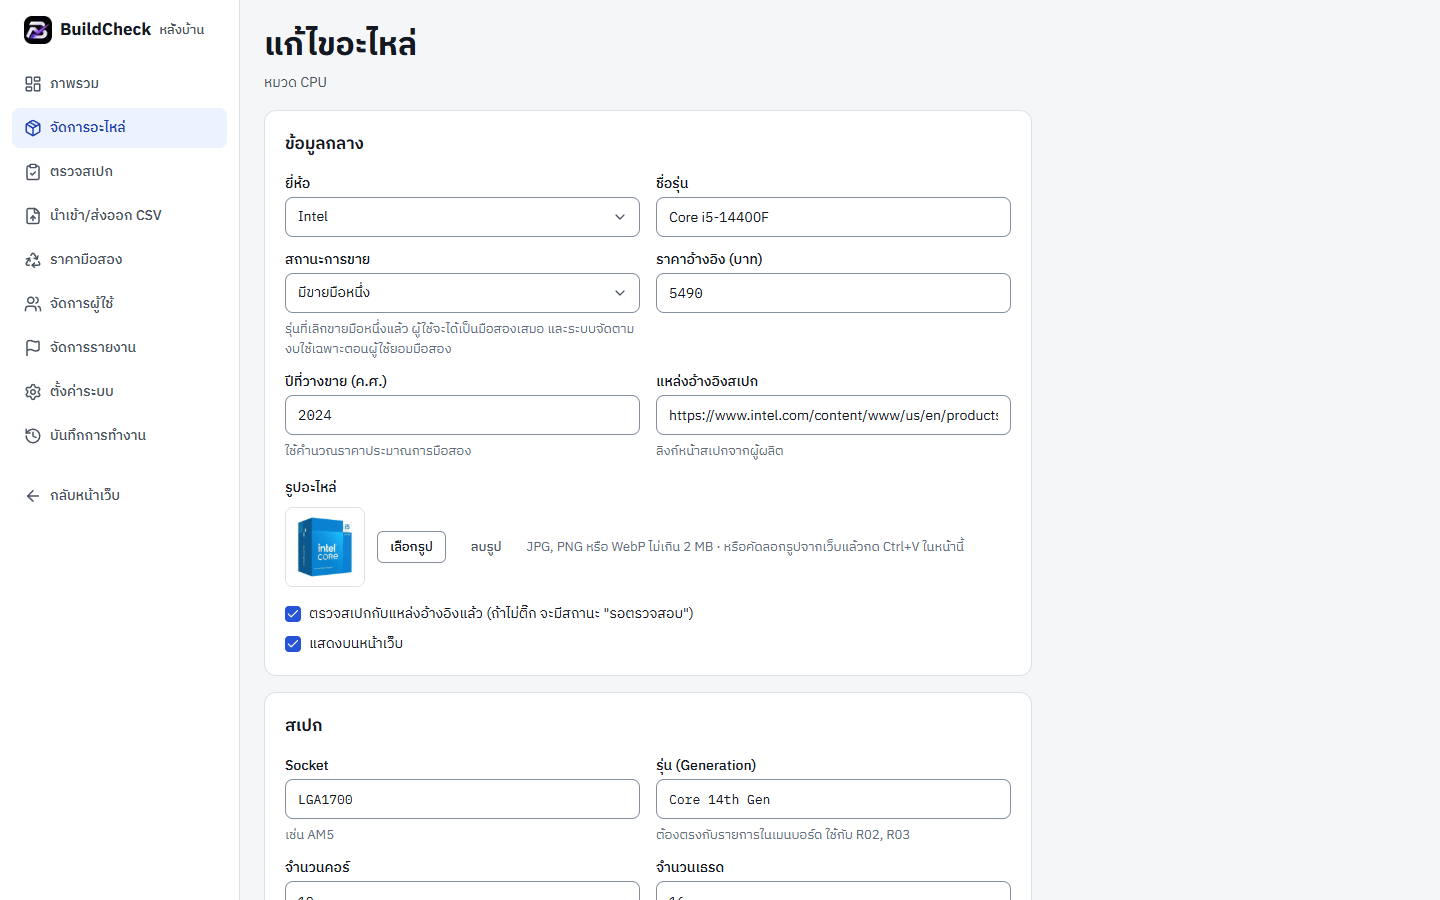 BuildCheck หลังบ้าน
ภาพรวม
จัดการอะไหล่
ตรวจสเปก
นำเข้า/ส่งออก CSV
ราคามือสอง
จัดการผู้ใช้
จัดการรายงาน
ตั้งค่าระบบ
บันทึกการทำงาน
กลับหน้าเว็บ
แก้ไขอะไหล่
หมวด CPU
ข้อมูลกลาง
ยี่ห้อ
Intel
ชื่อรุ่น
Core i5-14400F
สถานะการขาย
มีขายมือหนึ่ง
รุ่นที่เลิกขายมือหนึ่งแล้ว ผู้ใช้จะได้เป็นมือสองเสมอ และระบบจัดตาม
งบใช้เฉพาะตอนผู้ใช้ยอมมือสอง
ราคาอ้างอิง (บาท)
5490
ปีที่วางขาย (ค.ศ.)
2024
ใช้คำนวณราคาประมาณการมือสอง
แหล่งอ้างอิงสเปก
https://www.intel.com/content/www/us/en/products
ลิงก์หน้าสเปกจากผู้ผลิต
รูปอะไหล่
intel
CORE
i5
เลือกรูป
ลบรูป
JPG, PNG หรือ WebP ไม่เกิน 2 MB · หรือคัดลอกรูปจากเว็บแล้วกด Ctrl+V ในหน้านี้
ตรวจสเปกกับแหล่งอ้างอิงแล้ว (ถ้าไม่ติ๊ก จะมีสถานะ "รอตรวจสอบ")
แสดงบนหน้าเว็บ
สเปก
Socket
LGA1700
เช่น AM5
รุ่น (Generation)
Core 14th Gen
ต้องตรงกับรายการในเมนบอร์ด ใช้กับ R02, R03
จำนวนคอร์
จำนวนเธรด